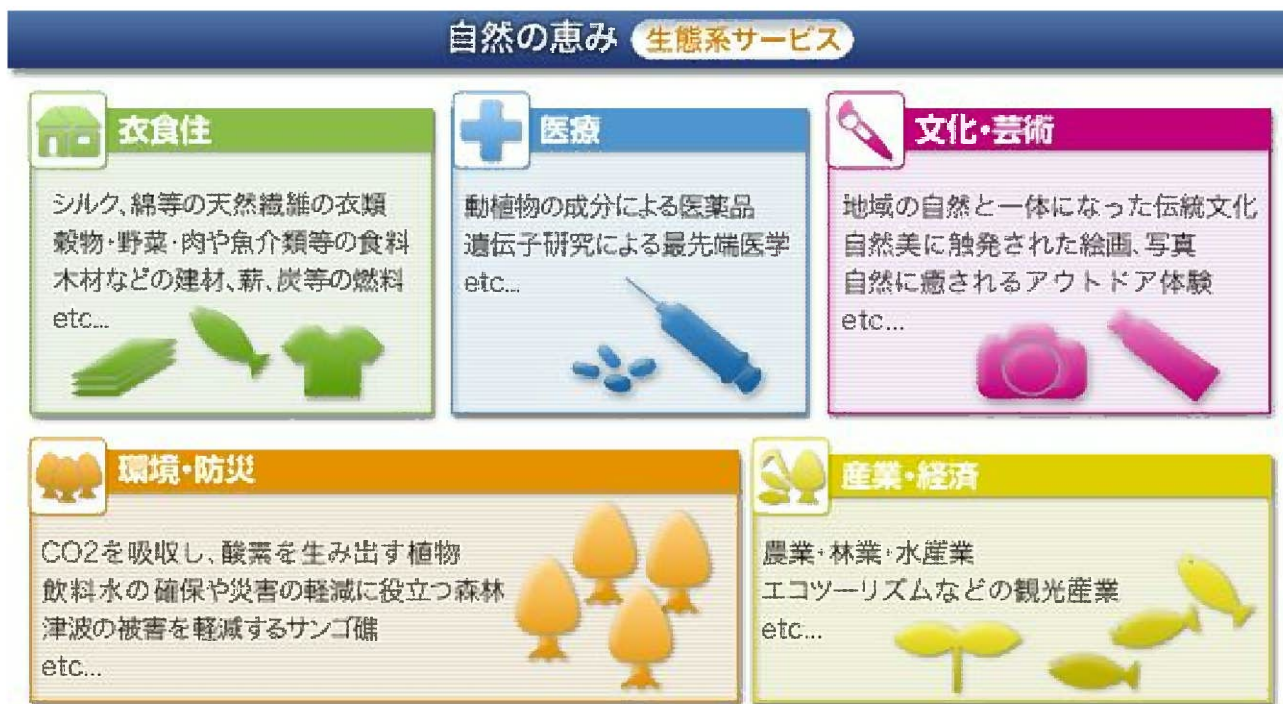 自然の恵み 生態系サービス
衣食住
シルク、綿等の天然繊維の衣類
穀物・野菜・肉や魚介類等の食料
木材などの建材、薪、炭等の燃料
etc...
医療
動植物の成分による医薬品
遺伝子研究による最先端医学
etc...
文化・芸術
地域の自然と一体になった伝統文化
自然美に触発された絵画、写真
自然に癒されるアウトドア体験
etc...
環境・防災
CO2を吸収し、酸素を生み出す植物
飲料水の確保や災害の軽減に役立つ森林
津波の被害を軽減するサンゴ礁
etc...
産業・経済
農業・林業・水産業
エコツーリズムなどの観光産業
etc...